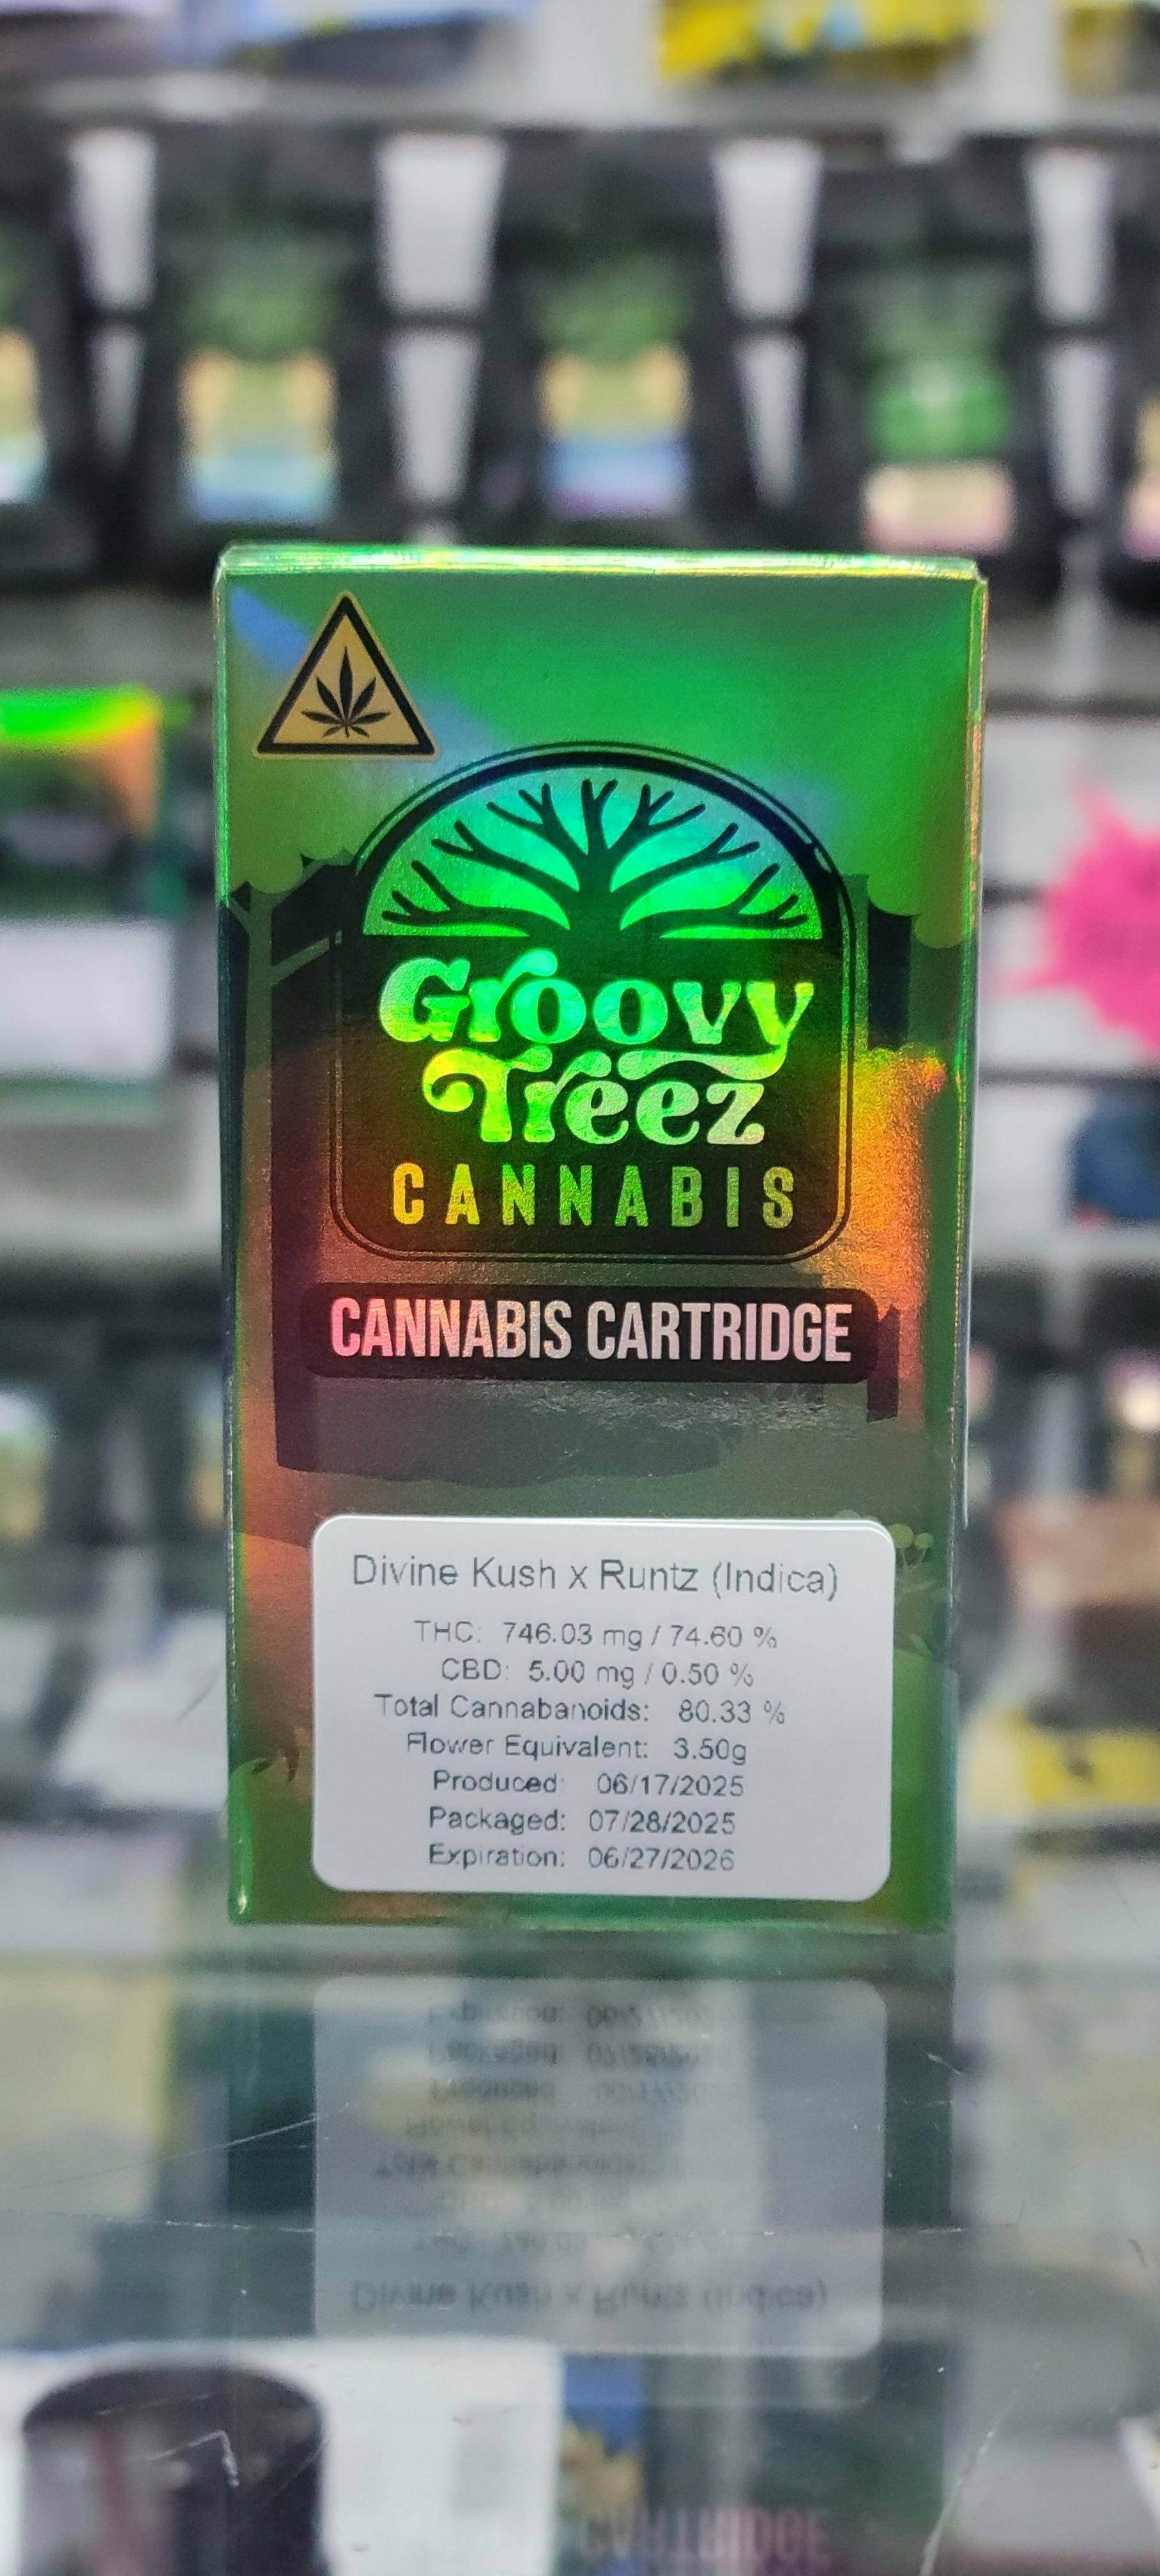 Groovy
Treez
CANNABIS
CANNABIS CARTRIDGE
Divine Kush x Runtz (Indica)
THC: 746.03 mg / 74.60 %
CBD: 5.00 mg / 0.50 %
Total Cannabanoids: 80.33 %
Flower Equivalent: 3.50g
Produced: 06/17/2025
Packaged: 07/28/2025
Expiration: 06/27/2026